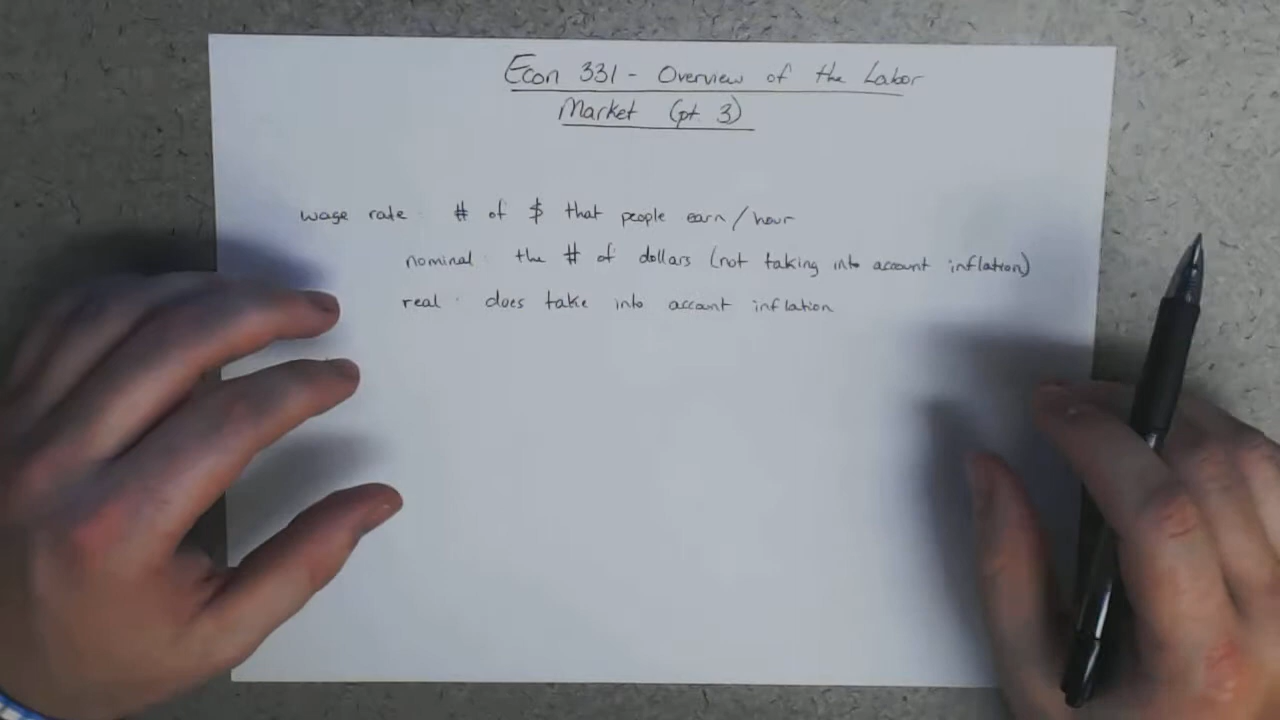 Econ 331 - Overview of the Labor
Market (pt 3)
wage rate: # of $ that people earn/hour
nominal: the # of dollars (not taking into account inflation)
real: does take into account inflation